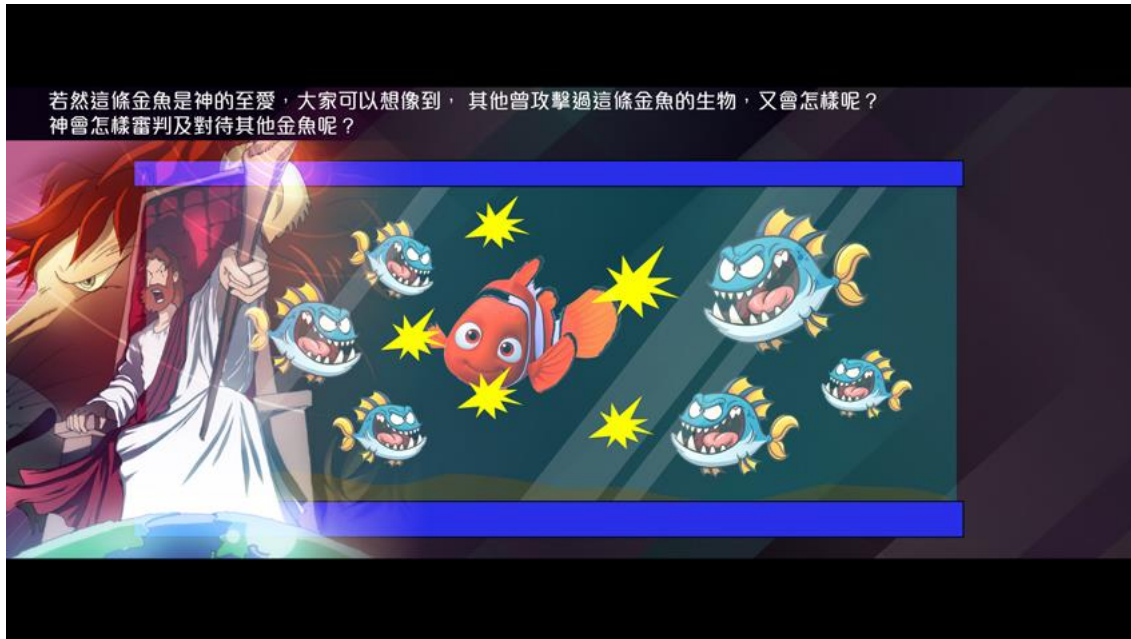 若然這條金魚是神的至愛，大家可以想像到， 其他曾攻擊過這條金魚的生物，又會怎樣呢？
神會怎樣審判及對待其他金魚呢？